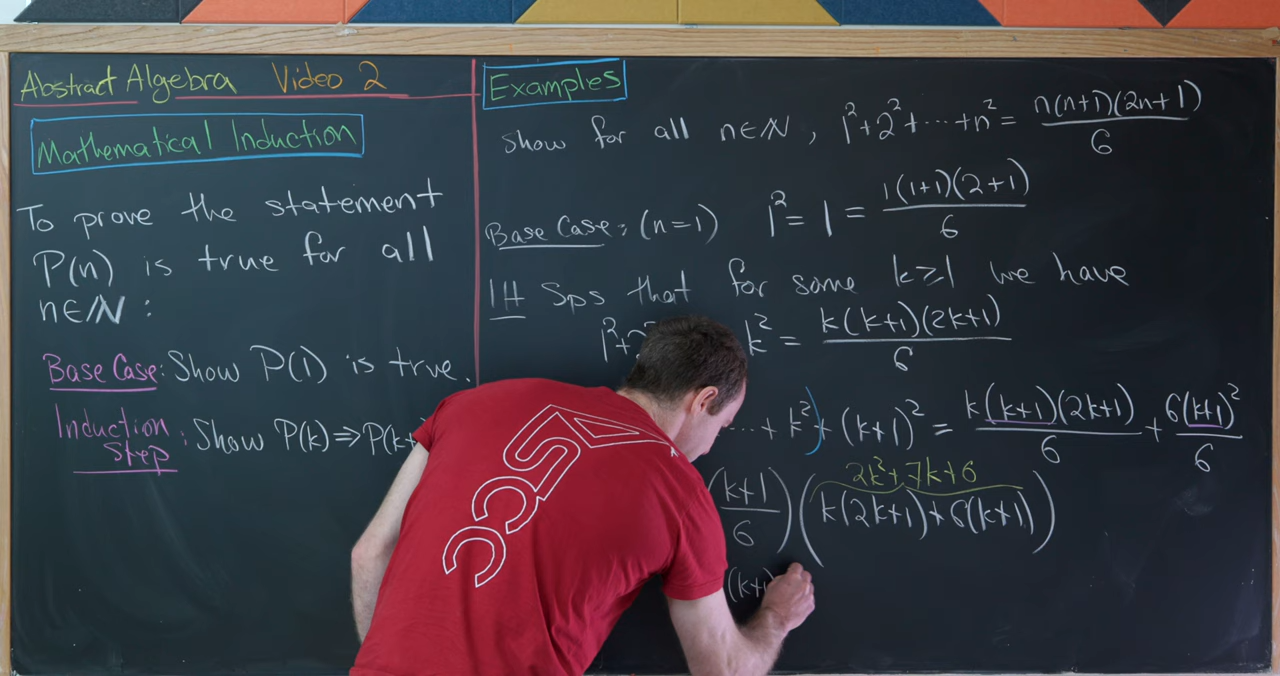 Abstract Algebra Video 2
Mathematical Induction
To prove the statement
P(n) is true for all
n∈ℕ :
Base Case: Show P(1) is true.
Induction Step : Show P(k) ⇒ P(k+
Examples
Show for all n∈ℕ, 1²+2²+⋯+n² = n(n+1)(2n+1)/6
Base Case: (n=1) 1² = 1 = 1(1+1)(2+1)/6
IH Sps that for some k≥1 we have
1²+2² k² = k(k+1)(2k+1)/6
⋯+k²)+(k+1)² = k(k+1)(2k+1)/6 + 6(k+1)²/6
2k²+7k+6
(k+1/6)(k(2k+1)+6(k+1))
(k+1)